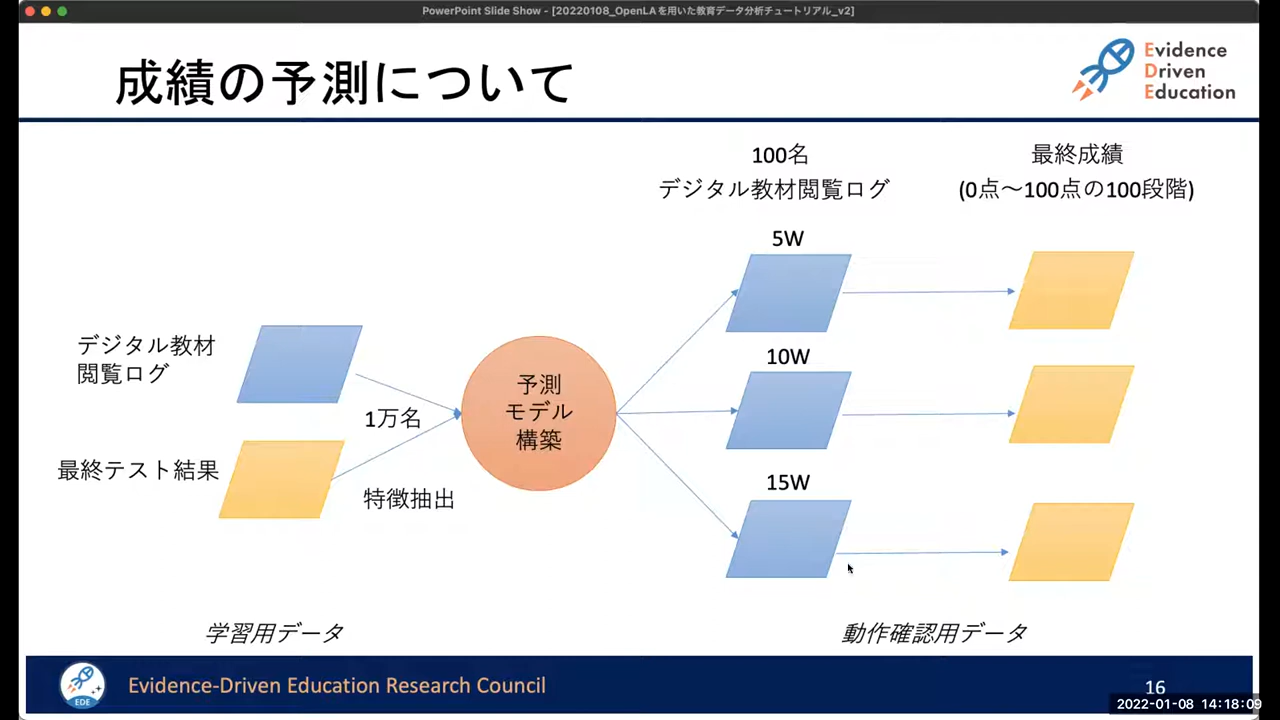 PowerPoint Slide Show - [20220108_OpenLAを用いた教育データ分析チュートリアル_v2]
成績の予測について
Evidence
Driven
Education
100名
デジタル教材閲覧ログ
最終成績
(0点～100点の100段階)
5W
デジタル教材
閲覧ログ
1万名
予測
モデル
構築
10W
最終テスト結果
特徴抽出
15W
学習用データ
動作確認用データ
EDE
Evidence-Driven Education Research Council
16
2022-01-08 14:18:09